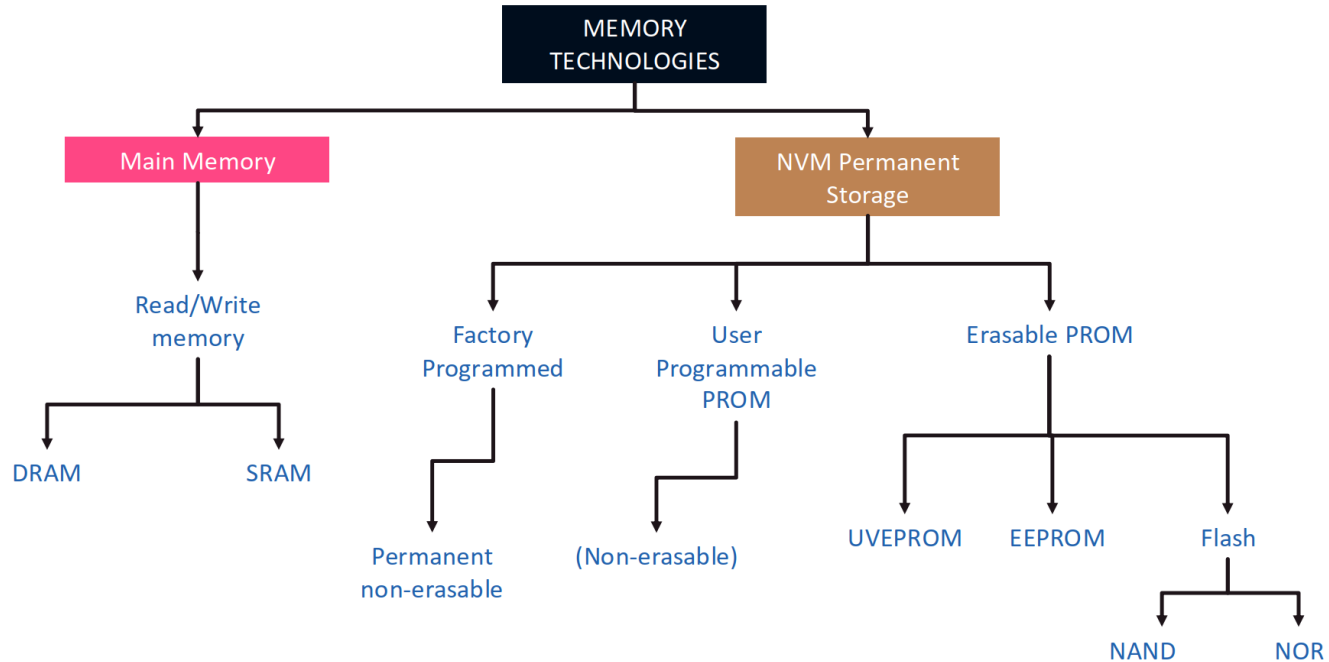 MEMORY
TECHNOLOGIES
Main Memory
NVM Permanent
Storage
Read/Write
memory
Factory
Programmed
User
Programmable
PROM
Erasable PROM
DRAM
SRAM
Permanent
non-erasable
(Non-erasable)
UVEPROM
EEPROM
Flash
NAND
NOR